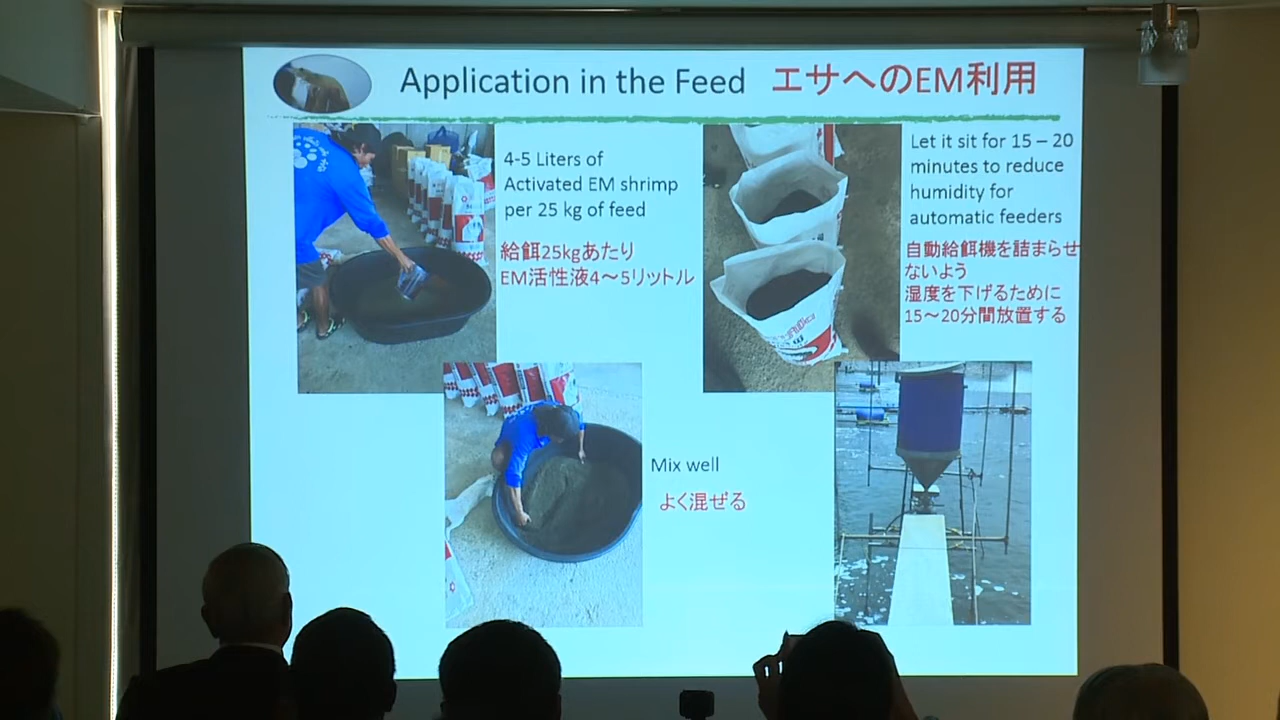 Application in the Feed エサへのEM利用
4-5 Liters of
Activated EM shrimp
per 25 kg of feed
給餌25kgあたり
EM活性液4～5リットル
Let it sit for 15 – 20
minutes to reduce
humidity for
automatic feeders
自動給餌機を詰まらせ
ないよう
湿度を下げるために
15～20分間放置する
Mix well
よく混ぜる